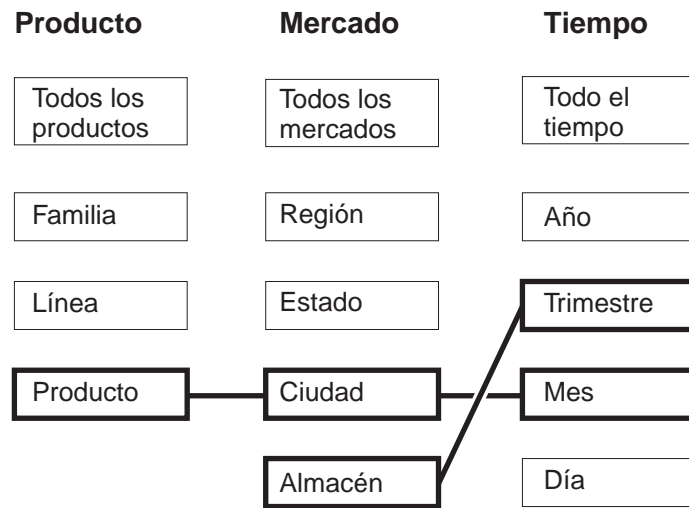 Producto Mercado Tiempo
Todos los
productos
Todos los
mercados
Todo el
tiempo
Familia Región Año
Línea Estado Trimestre
Producto Ciudad Mes
Almacén Día